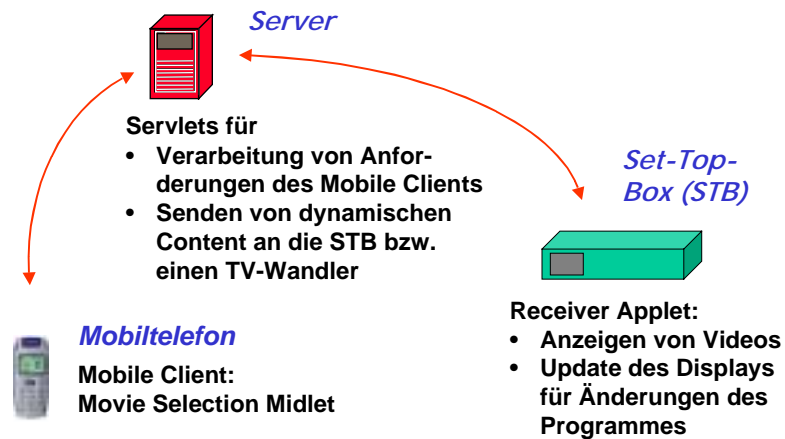 Server
Servlets für
• Verarbeitung von Anfor-
derungen des Mobile Clients
• Senden von dynamischen
Content an die STB bzw.
einen TV-Wandler
Set-Top-
Box (STB)
Receiver Applet:
• Anzeigen von Videos
• Update des Displays
für Änderungen des
Programmes
Mobiltelefon
Mobile Client:
Movie Selection Midlet